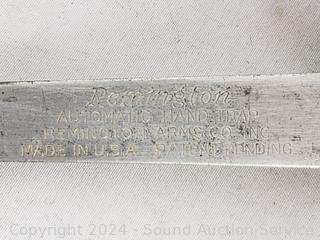 Remington
AUTOMATIC HAND TRAP
REMINGTON ARMS CO. INC.
MADE IN U.S.A. PATENT PENDING
Copyright 2024 - Sound Auction Service